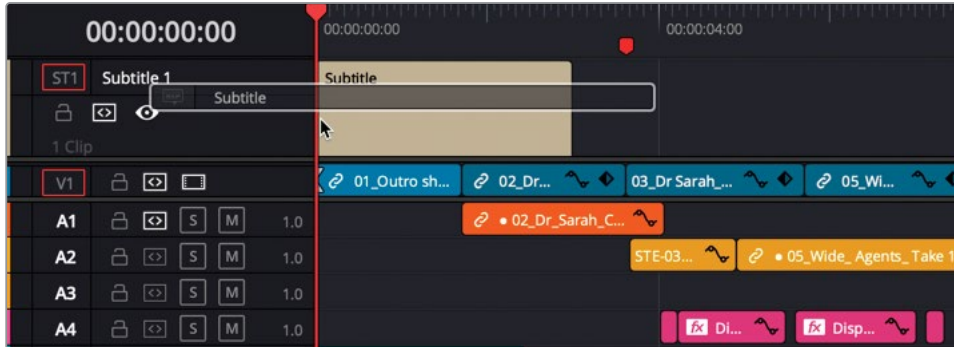 00:00:00:00
00:00:00:00
00:00:04:00
ST1 Subtitle 1
Subtitle
Subtitle
1 Clip
V1
01_Outro sh... 02_Dr... 03_Dr Sarah_... 05_Wi...
A1 S M 1.0
02_Dr_Sarah_C...
A2 S M 1.0
STE-03... 05_Wide_ Agents_ Take 1
A3 S M 1.0
A4 S M 1.0
fx Di... fx Disp...